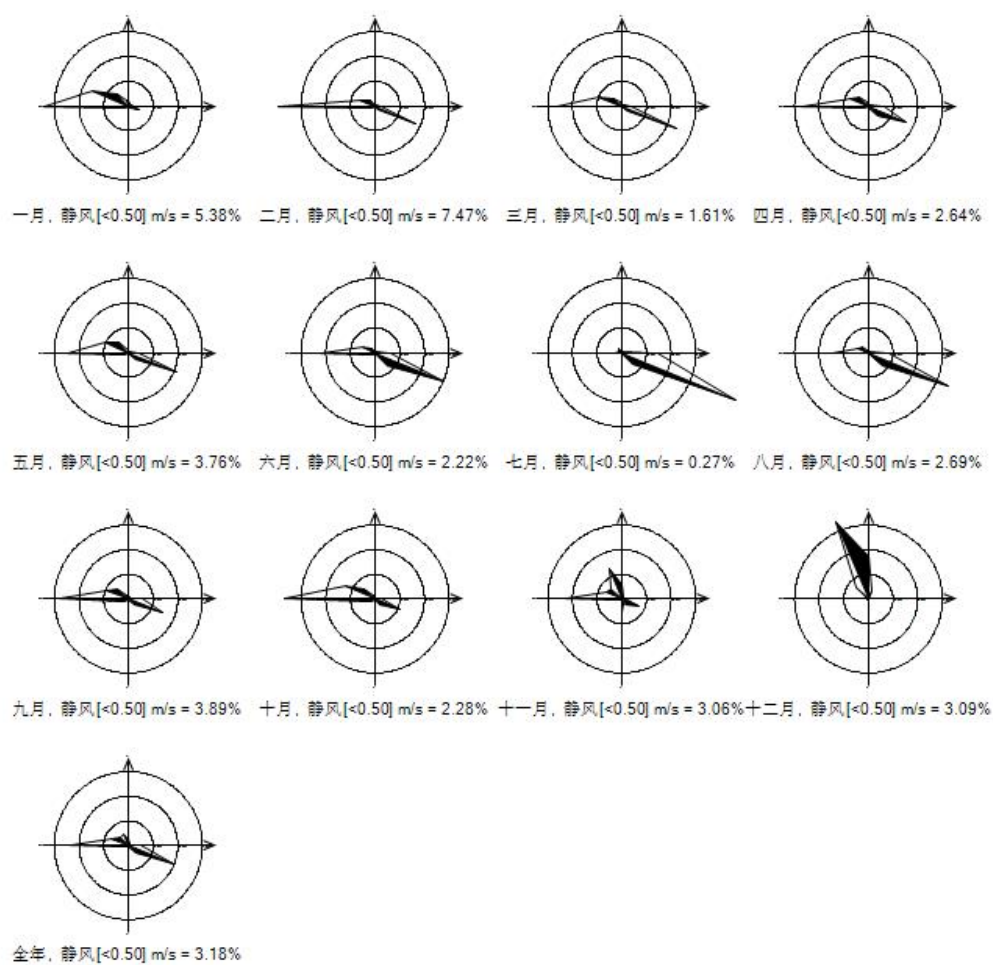 一月，静风[<0.50] m/s = 5.38%
二月，静风[<0.50] m/s = 7.47%
三月，静风[<0.50] m/s = 1.61%
四月，静风[<0.50] m/s = 2.64%
五月，静风[<0.50] m/s = 3.76%
六月，静风[<0.50] m/s = 2.22%
七月，静风[<0.50] m/s = 0.27%
八月，静风[<0.50] m/s = 2.69%
九月，静风[<0.50] m/s = 3.89%
十月，静风[<0.50] m/s = 2.28%
十一月，静风[<0.50] m/s = 3.06%
十二月，静风[<0.50] m/s = 3.09%
全年，静风[<0.50] m/s = 3.18%